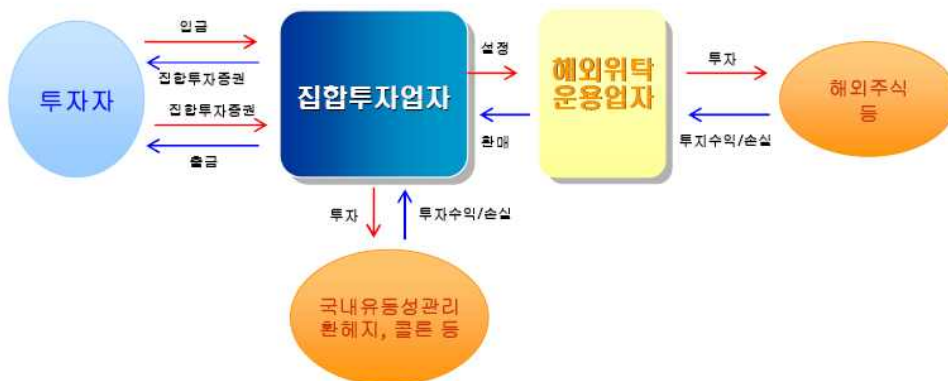 입금
집합투자증권
투자자
집합투자증권
출금
집합투자업자
설정
환매
해외위탁
운용업자
투자
투자수익/손실
해외주식
등
투자
투자수익/손실
국내유동성관리
환헤지, 콜론 등